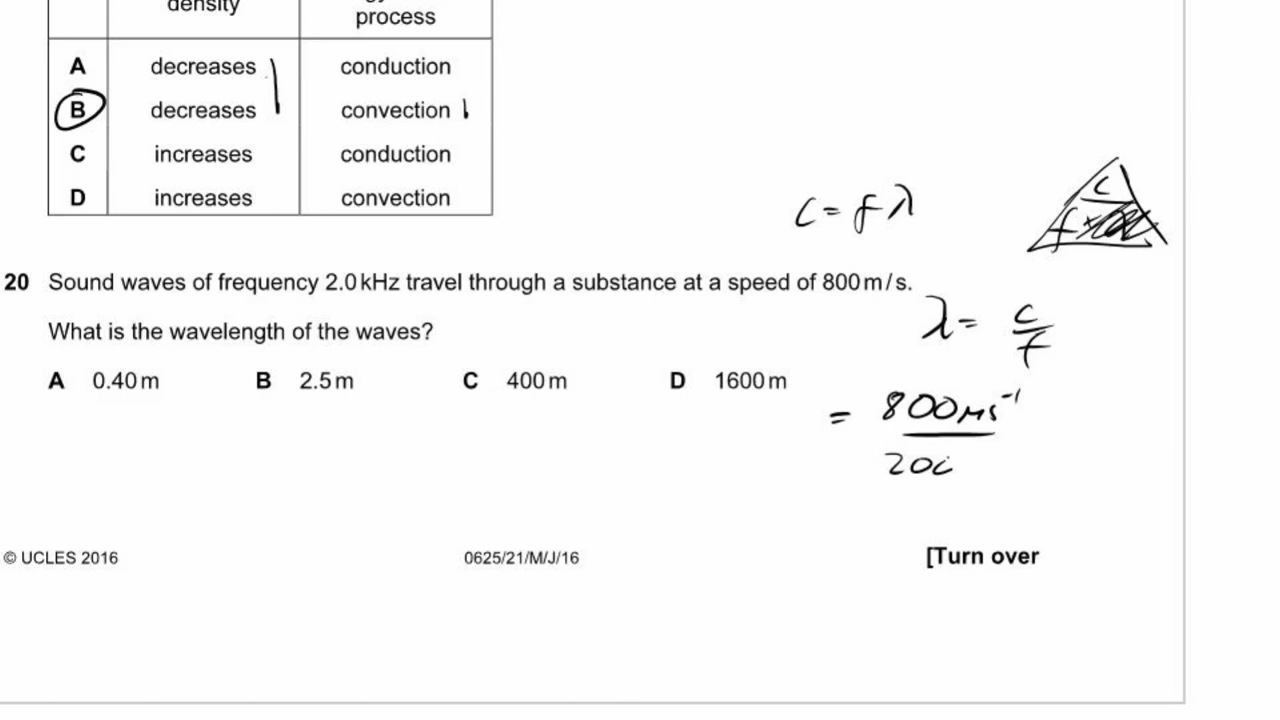 density
process
A decreases conduction
B decreases convection
C increases conduction
D increases convection
c = fλ
c
f ×
20 Sound waves of frequency 2.0 kHz travel through a substance at a speed of 800 m / s.
λ = c/f
What is the wavelength of the waves?
A 0.40 m B 2.5 m C 400 m D 1600 m
= 800 ms⁻¹
200
© UCLES 2016 0625/21/M/J/16 [Turn over